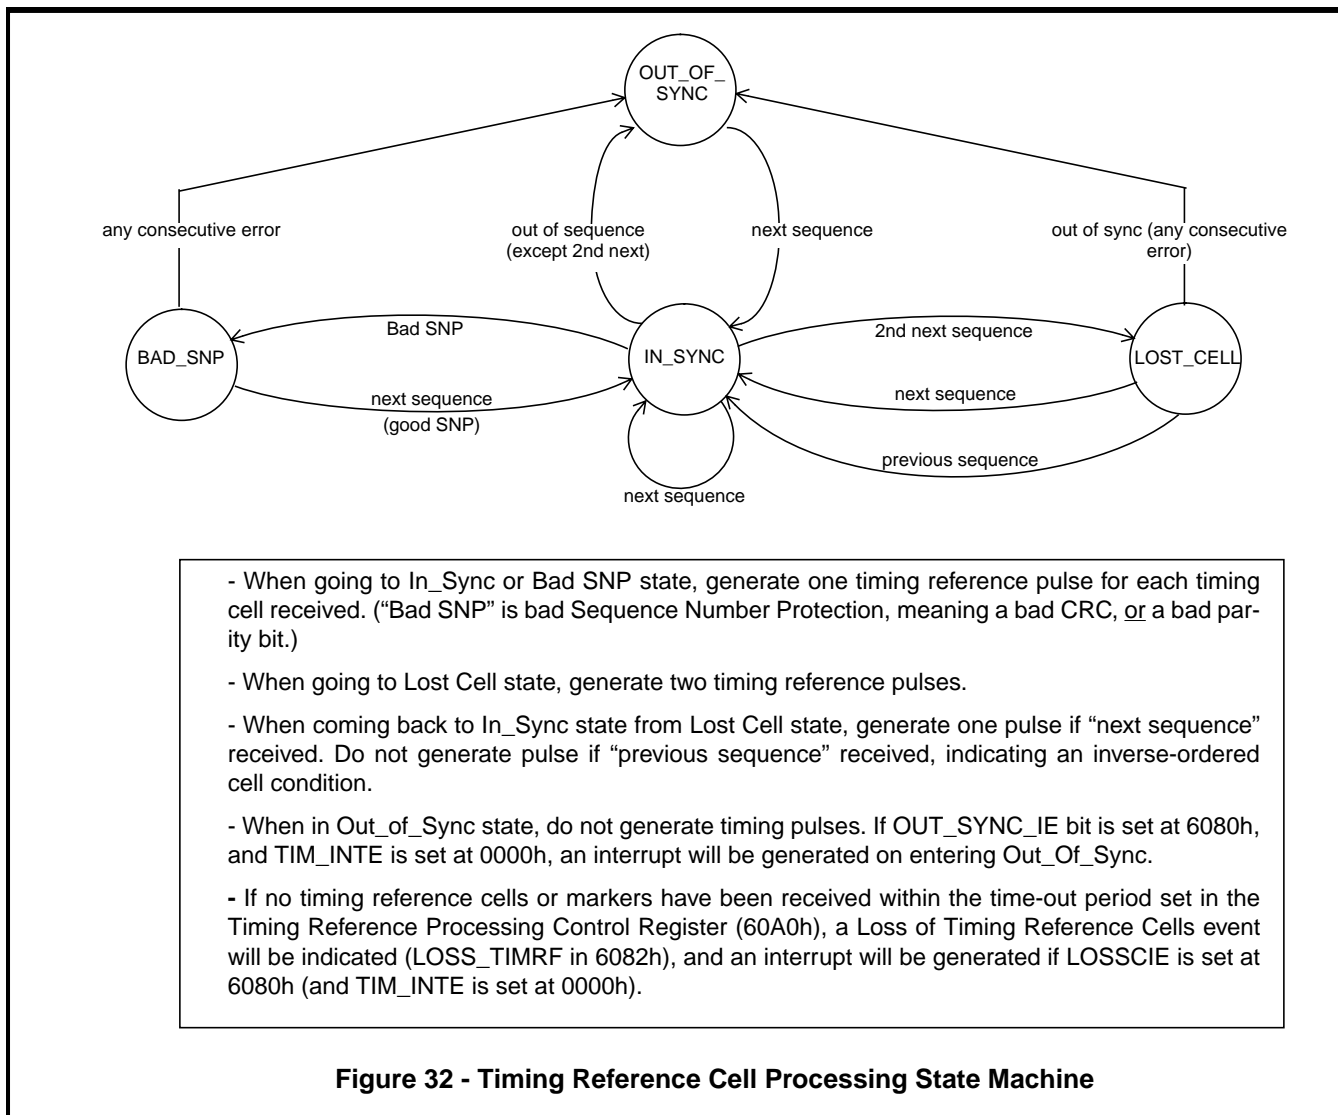 OUT_OF_
SYNC
any consecutive error
out of sequence
(except 2nd next)
next sequence
out of sync (any consecutive
error)
Bad SNP
2nd next sequence
BAD_SNP
IN_SYNC
LOST_CELL
next sequence
(good SNP)
next sequence
previous sequence
next sequence
- When going to In_Sync or Bad SNP state, generate one timing reference pulse for each timing
cell received. (“Bad SNP” is bad Sequence Number Protection, meaning a bad CRC, or a bad par-
ity bit.)
- When going to Lost Cell state, generate two timing reference pulses.
- When coming back to In_Sync state from Lost Cell state, generate one pulse if “next sequence”
received. Do not generate pulse if “previous sequence” received, indicating an inverse-ordered
cell condition.
- When in Out_of_Sync state, do not generate timing pulses. If OUT_SYNC_IE bit is set at 6080h,
and TIM_INTE is set at 0000h, an interrupt will be generated on entering Out_Of_Sync.
- If no timing reference cells or markers have been received within the time-out period set in the
Timing Reference Processing Control Register (60A0h), a Loss of Timing Reference Cells event
will be indicated (LOSS_TIMRF in 6082h), and an interrupt will be generated if LOSSCIE is set at
6080h (and TIM_INTE is set at 0000h).
Figure 32 - Timing Reference Cell Processing State Machine